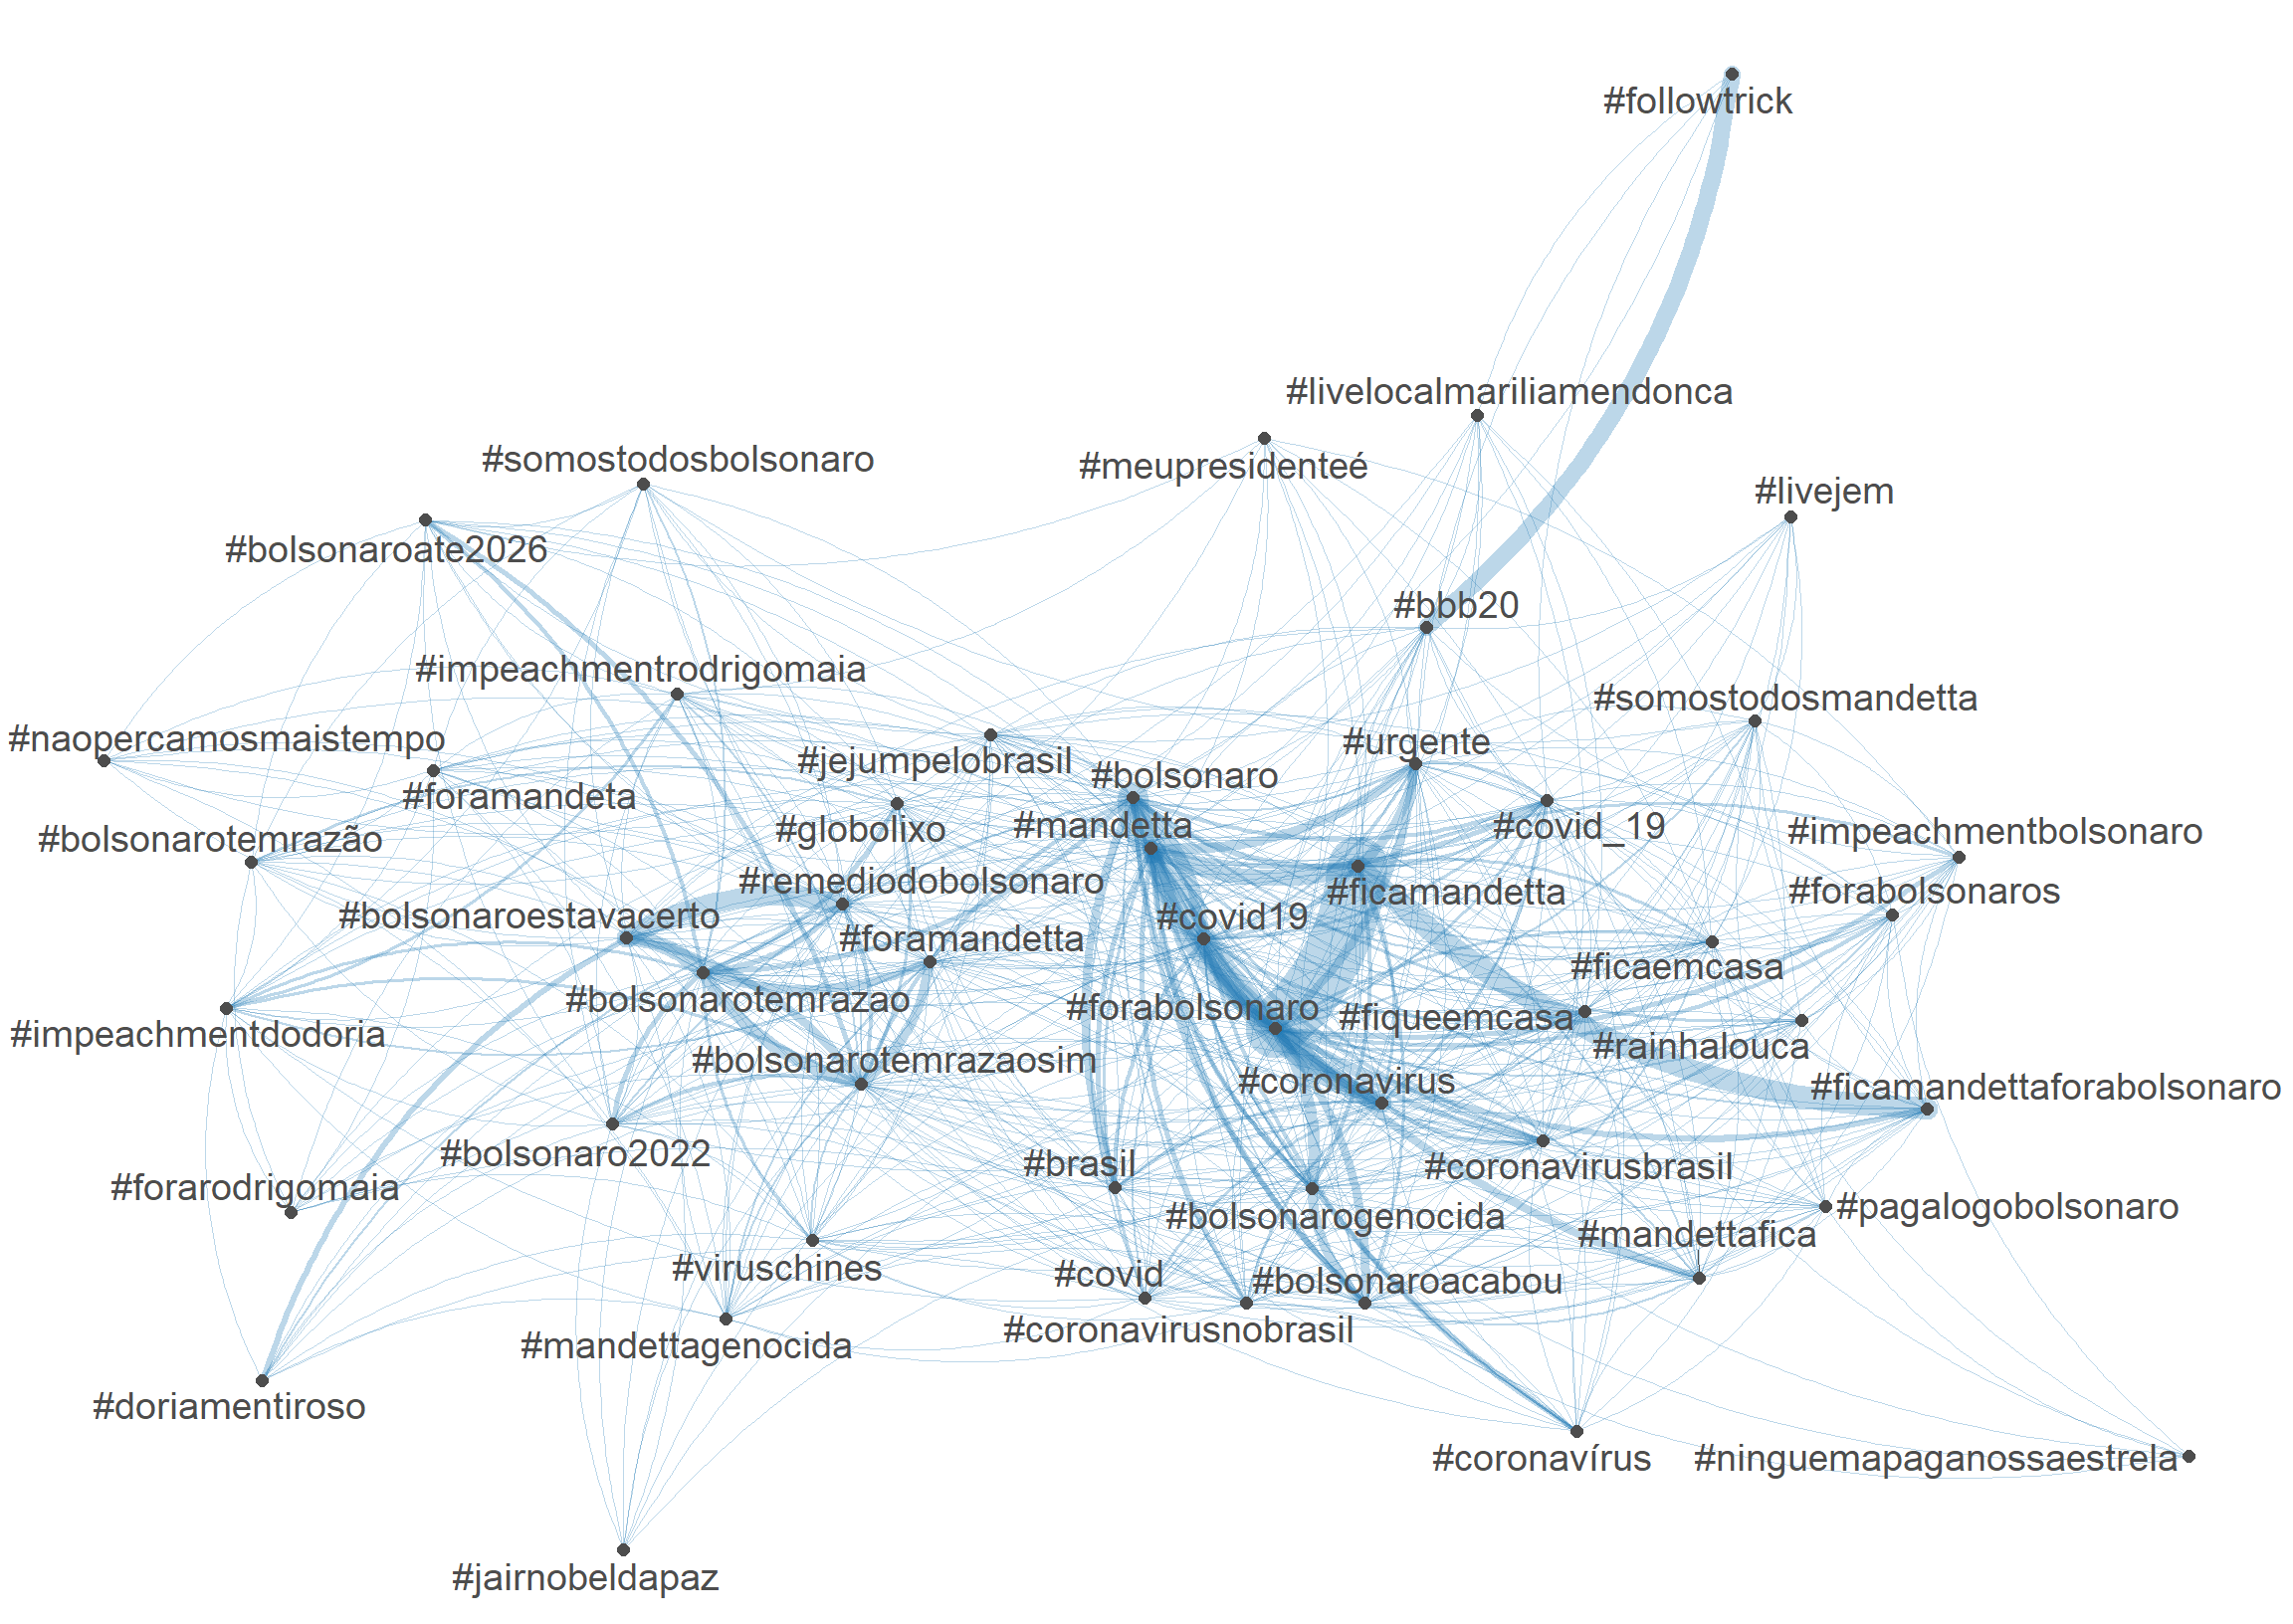 #followtrick
#livelocalmariliamendonca
#somostodosbolsonaro
#meupresidenteé
#livejem
#bolsonaroate2026
#bbb20
#impeachmentrodrigomaia
#somostodosmandetta
#naopercamosmaistempo
#urgente
#jejumpelobrasil
#bolsonaro
#foramandeta
#mandetta
#covid_19
#globolixo
#impeachmentbolsonaro
#bolsonarotemrazão
#remediodobolsonaro
#ficamandetta
#forabolsonaros
#bolsonaroestavacerto
#covid19
#foramandetta
#ficaemcasa
#bolsonarotemrazao
#forabolsonaro
#fiqueemcasa
#impeachmentdodoria
#rainhalouca
#bolsonarotemrazaosim
#coronavirus
#ficamandettaforabolsonaro
#bolsonaro2022
#brasil
#coronavirusbrasil
#forarodrigomaia
#bolsonarogenocida
#pagalogobolsonaro
#mandettafica
#viruschines
#covid
#bolsonaroacabou
#coronavirusnobrasil
#mandettagenocida
#doriamentiroso
#coronavírus
#ninguemapaganossaestrela
#jairnobeldapaz